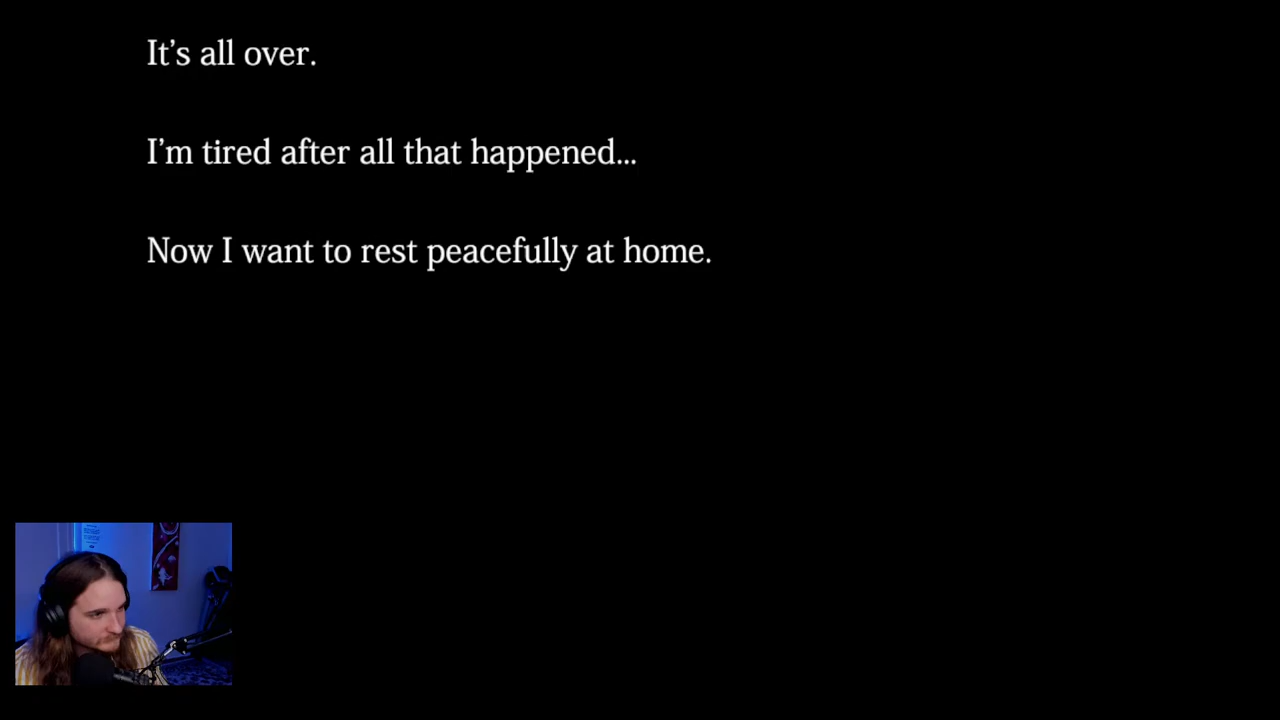 It's all over.
I'm tired after all that happened...
Now I want to rest peacefully at home.